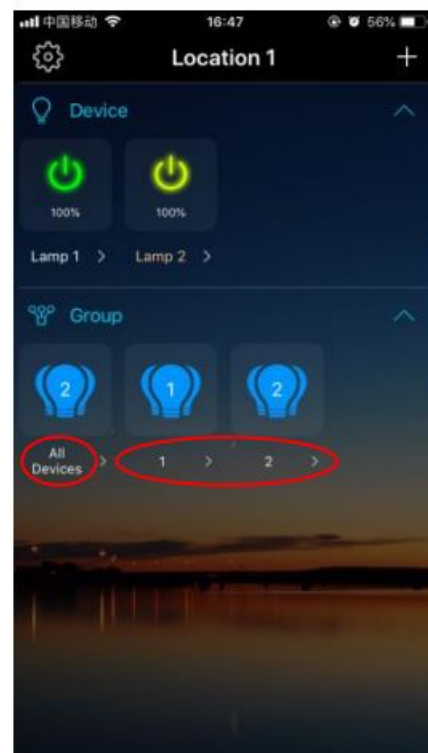 中国移动 16:47 56%
Location 1 +
Device
100% 100%
Lamp 1 > Lamp 2 >
Group
2 1 2
All
Devices > 1 > 2 >